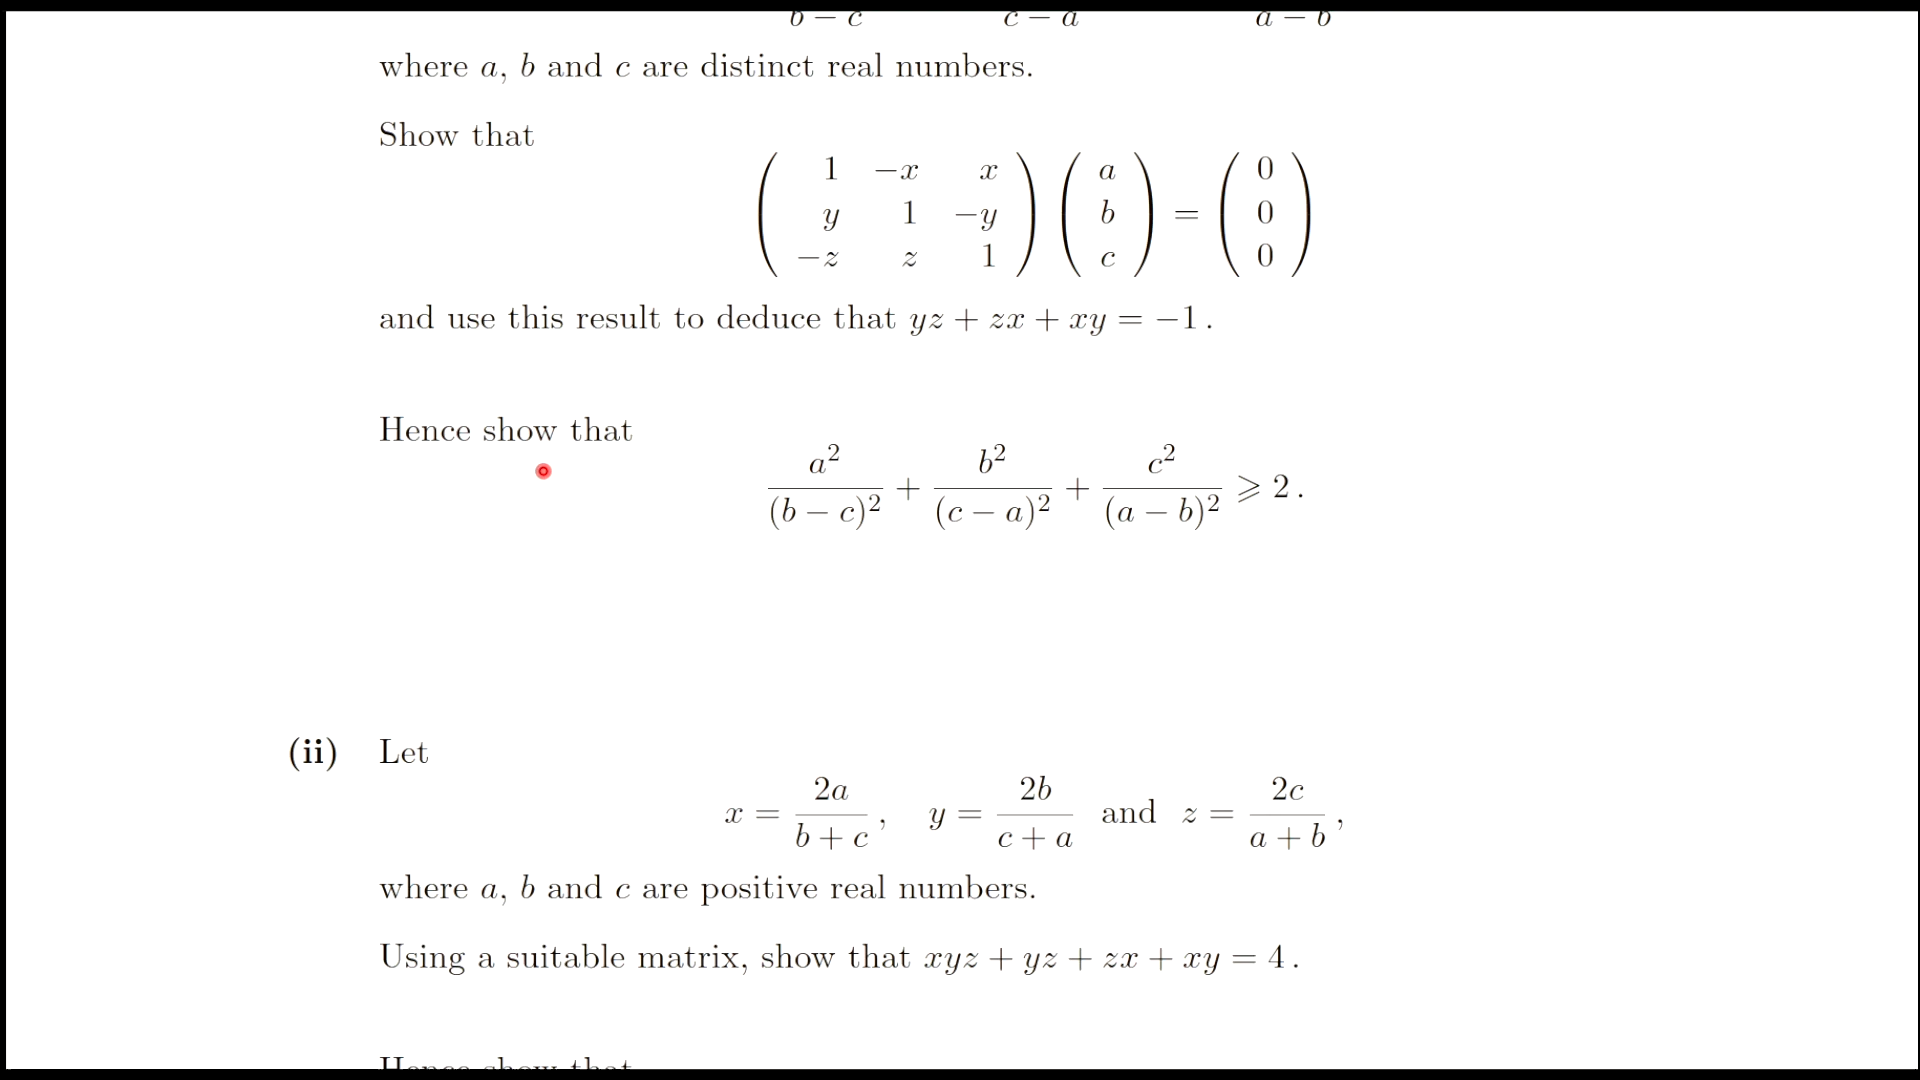 b − c    c − a    a − b
where a, b and c are distinct real numbers.
Show that
( 1  −x  x ) ( a )   ( 0 )
( y  1  −y ) ( b ) = ( 0 )
( −z  z  1 ) ( c )   ( 0 )
and use this result to deduce that yz + zx + xy = −1 .
Hence show that
a²/(b − c)² + b²/(c − a)² + c²/(a − b)² ⩾ 2 .
(ii) Let
x = 2a/(b + c) , y = 2b/(c + a) and z = 2c/(a + b) ,
where a, b and c are positive real numbers.
Using a suitable matrix, show that xyz + yz + zx + xy = 4 .
Hence show that